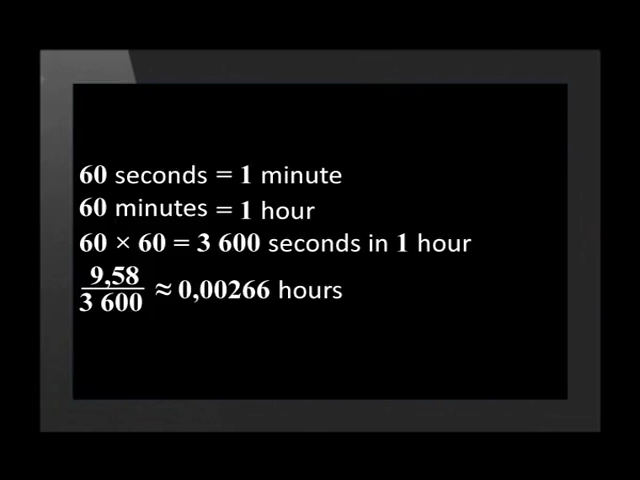 60 seconds = 1 minute
60 minutes = 1 hour
60 × 60 = 3 600 seconds in 1 hour
9,58
3 600 ≈ 0,00266 hours